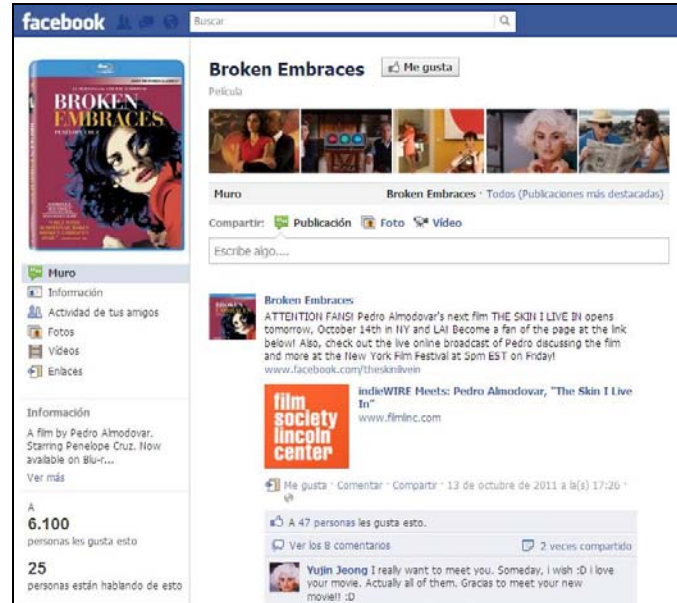 facebook
Buscar
BROKEN
EMBRACES
PENÉLOPE CRUZ
Broken Embraces
Me gusta
Película
Muro
Broken Embraces · Todos (Publicaciones más destacadas)
Compartir: Publicación Foto Vídeo
Escribe algo....
Muro
Información
Actividad de tus amigos
Fotos
Vídeos
Enlaces
Información
A film by Pedro Almodovar.
Starring Penelope Cruz. Now
available on Blu-r...
Ver más
A
6.100
personas les gusta esto
25
personas están hablando de esto
Broken Embraces
ATTENTION FANS! Pedro Almodovar's next film THE SKIN I LIVE IN opens
tomorrow, October 14th in NY and LA! Become a fan of the page at the link
below! Also, check out the live online broadcast of Pedro discussing the film
and more at the New York Film Festival at 5pm EST on Friday!
www.facebook.com/theskinilivein
film
society
lincoln
center
indieWIRE Meets: Pedro Almodovar, "The Skin I Live
In"
www.filmlinc.com
Me gusta · Comentar · Compartir · 13 de octubre de 2011 a la(s) 17:26 ·
A 47 personas les gusta esto.
Ver los 8 comentarios
2 veces compartido
Yujin Jeong I really want to meet you. Someday, i wish :D i love
your movie. Actually all of them. Gracias to meet your new
movie!! :D